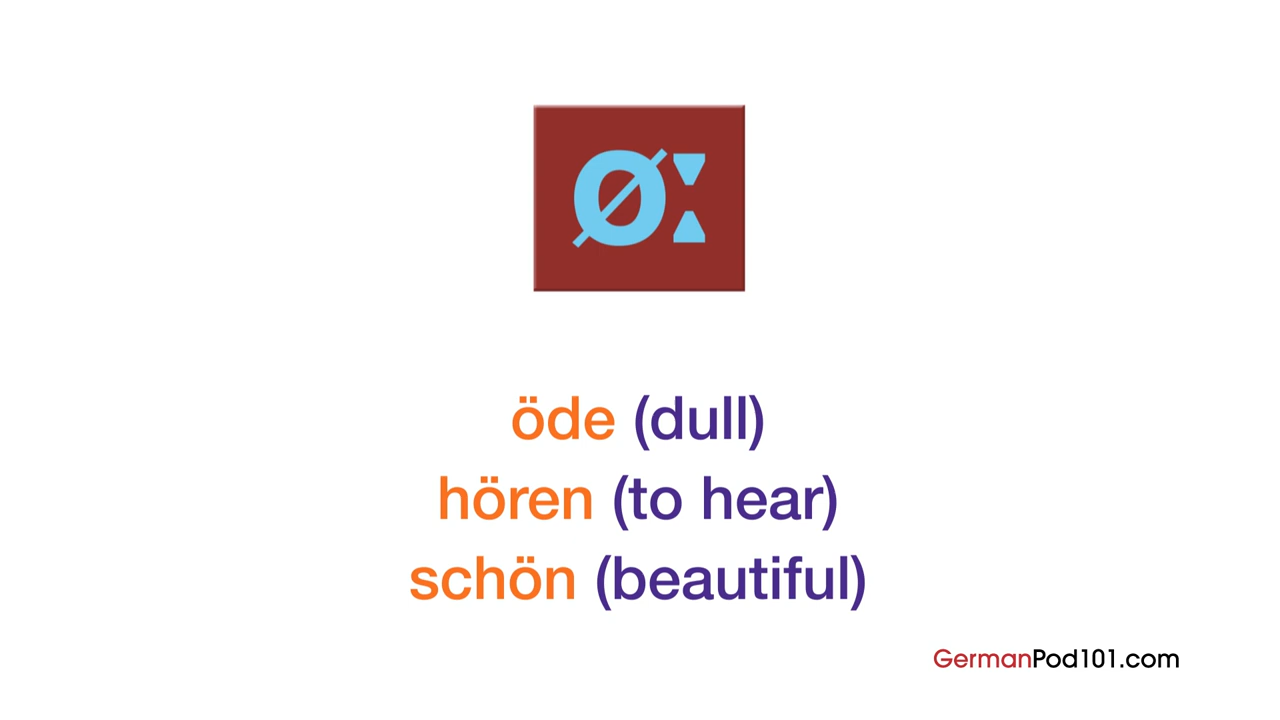 øː
öde (dull)
hören (to hear)
schön (beautiful)
GermanPod101.com